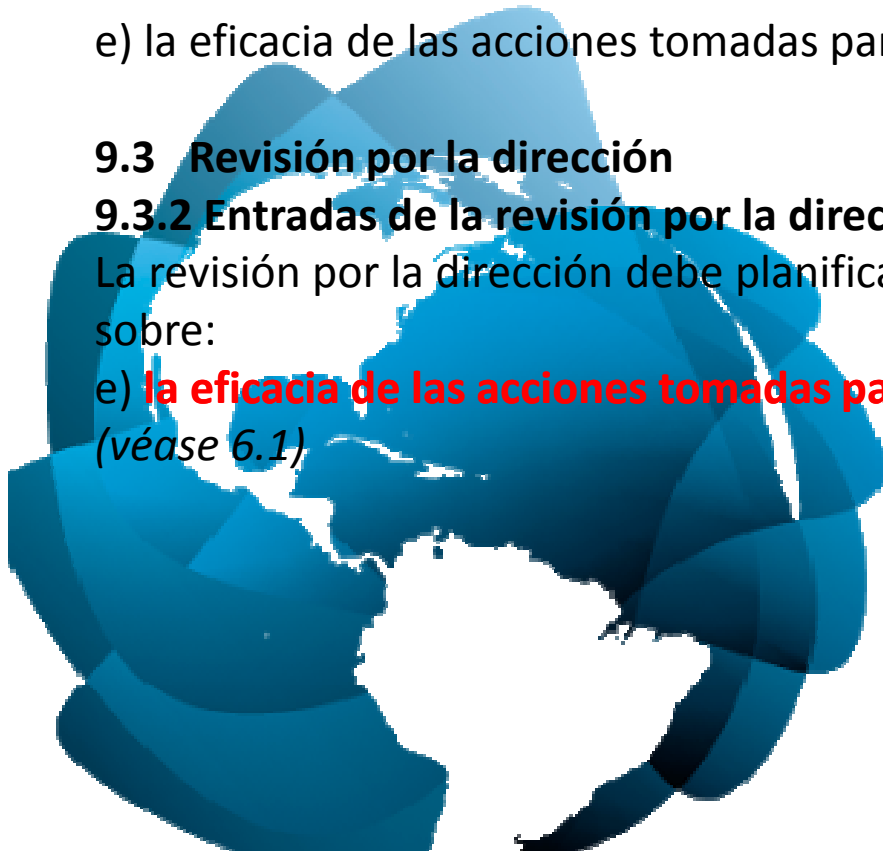 e) la eficacia de las acciones tomadas par
9.3 Revisión por la dirección
9.3.2 Entradas de la revisión por la direc
La revisión por la dirección debe planifica
sobre:
e) la eficacia de las acciones tomadas pa
(véase 6.1)